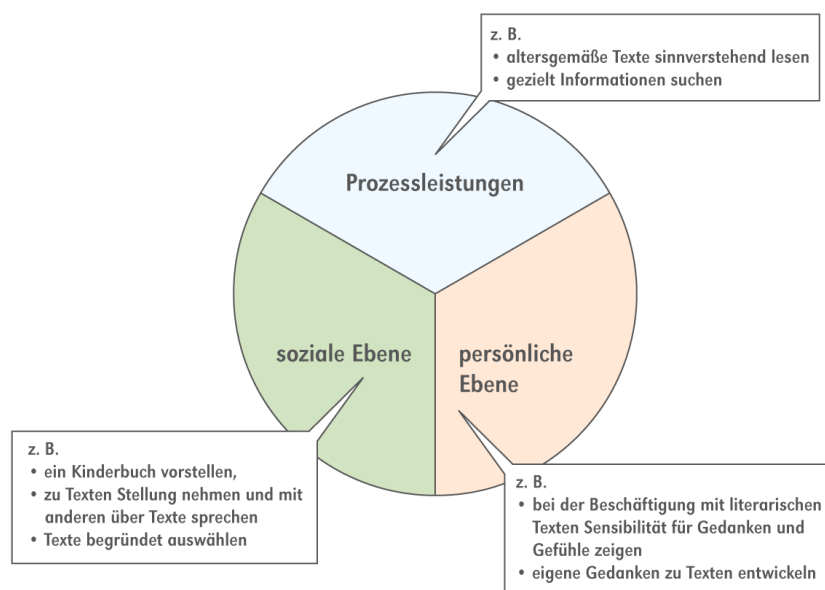 z. B.
• altersgemäße Texte sinnverstehend lesen
• gezielt Informationen suchen
Prozessleistungen
soziale Ebene
persönliche
Ebene
z. B.
• ein Kinderbuch vorstellen,
• zu Texten Stellung nehmen und mit
anderen über Texte sprechen
• Texte begründet auswählen
z. B.
• bei der Beschäftigung mit literarischen
Texten Sensibilität für Gedanken und
Gefühle zeigen
• eigene Gedanken zu Texten entwickeln